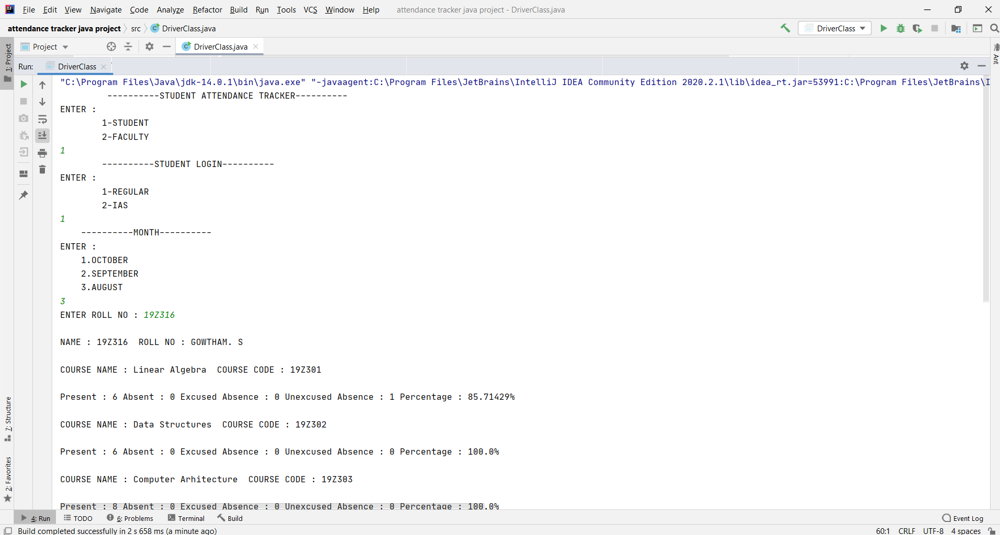 File Edit View Navigate Code Analyze Refactor Build Run Tools VCS Window Help attendance tracker java project - DriverClass.java
attendance tracker java project src DriverClass.java DriverClass
1: Project
Project DriverClass.java
Ant
Run: DriverClass
"C:\Program Files\Java\jdk-14.0.1\bin\java.exe" "-javaagent:C:\Program Files\JetBrains\IntelliJ IDEA Community Edition 2020.2.1\lib\idea_rt.jar=53991:C:\Program Files\JetBrains\I
----------STUDENT ATTENDANCE TRACKER----------
ENTER :
1-STUDENT
2-FACULTY
1
----------STUDENT LOGIN----------
ENTER :
1-REGULAR
2-IAS
1
----------MONTH----------
ENTER :
1.OCTOBER
2.SEPTEMBER
3.AUGUST
3
ENTER ROLL NO : 19Z316
NAME : 19Z316 ROLL NO : GOWTHAM. S
COURSE NAME : Linear Algebra COURSE CODE : 19Z301
Present : 6 Absent : 0 Excused Absence : 0 Unexcused Absence : 1 Percentage : 85.71429%
COURSE NAME : Data Structures COURSE CODE : 19Z302
Present : 6 Absent : 0 Excused Absence : 0 Unexcused Absence : 0 Percentage : 100.0%
COURSE NAME : Computer Arhitecture COURSE CODE : 19Z303
Present : 8 Absent : 0 Excused Absence : 0 Unexcused Absence : 0 Percentage : 100.0%
7: Structure
2: Favorites
4: Run TODO 6: Problems Terminal Build Event Log
Build completed successfully in 2 s 658 ms (a minute ago) 60:1 CRLF UTF-8 4 spaces